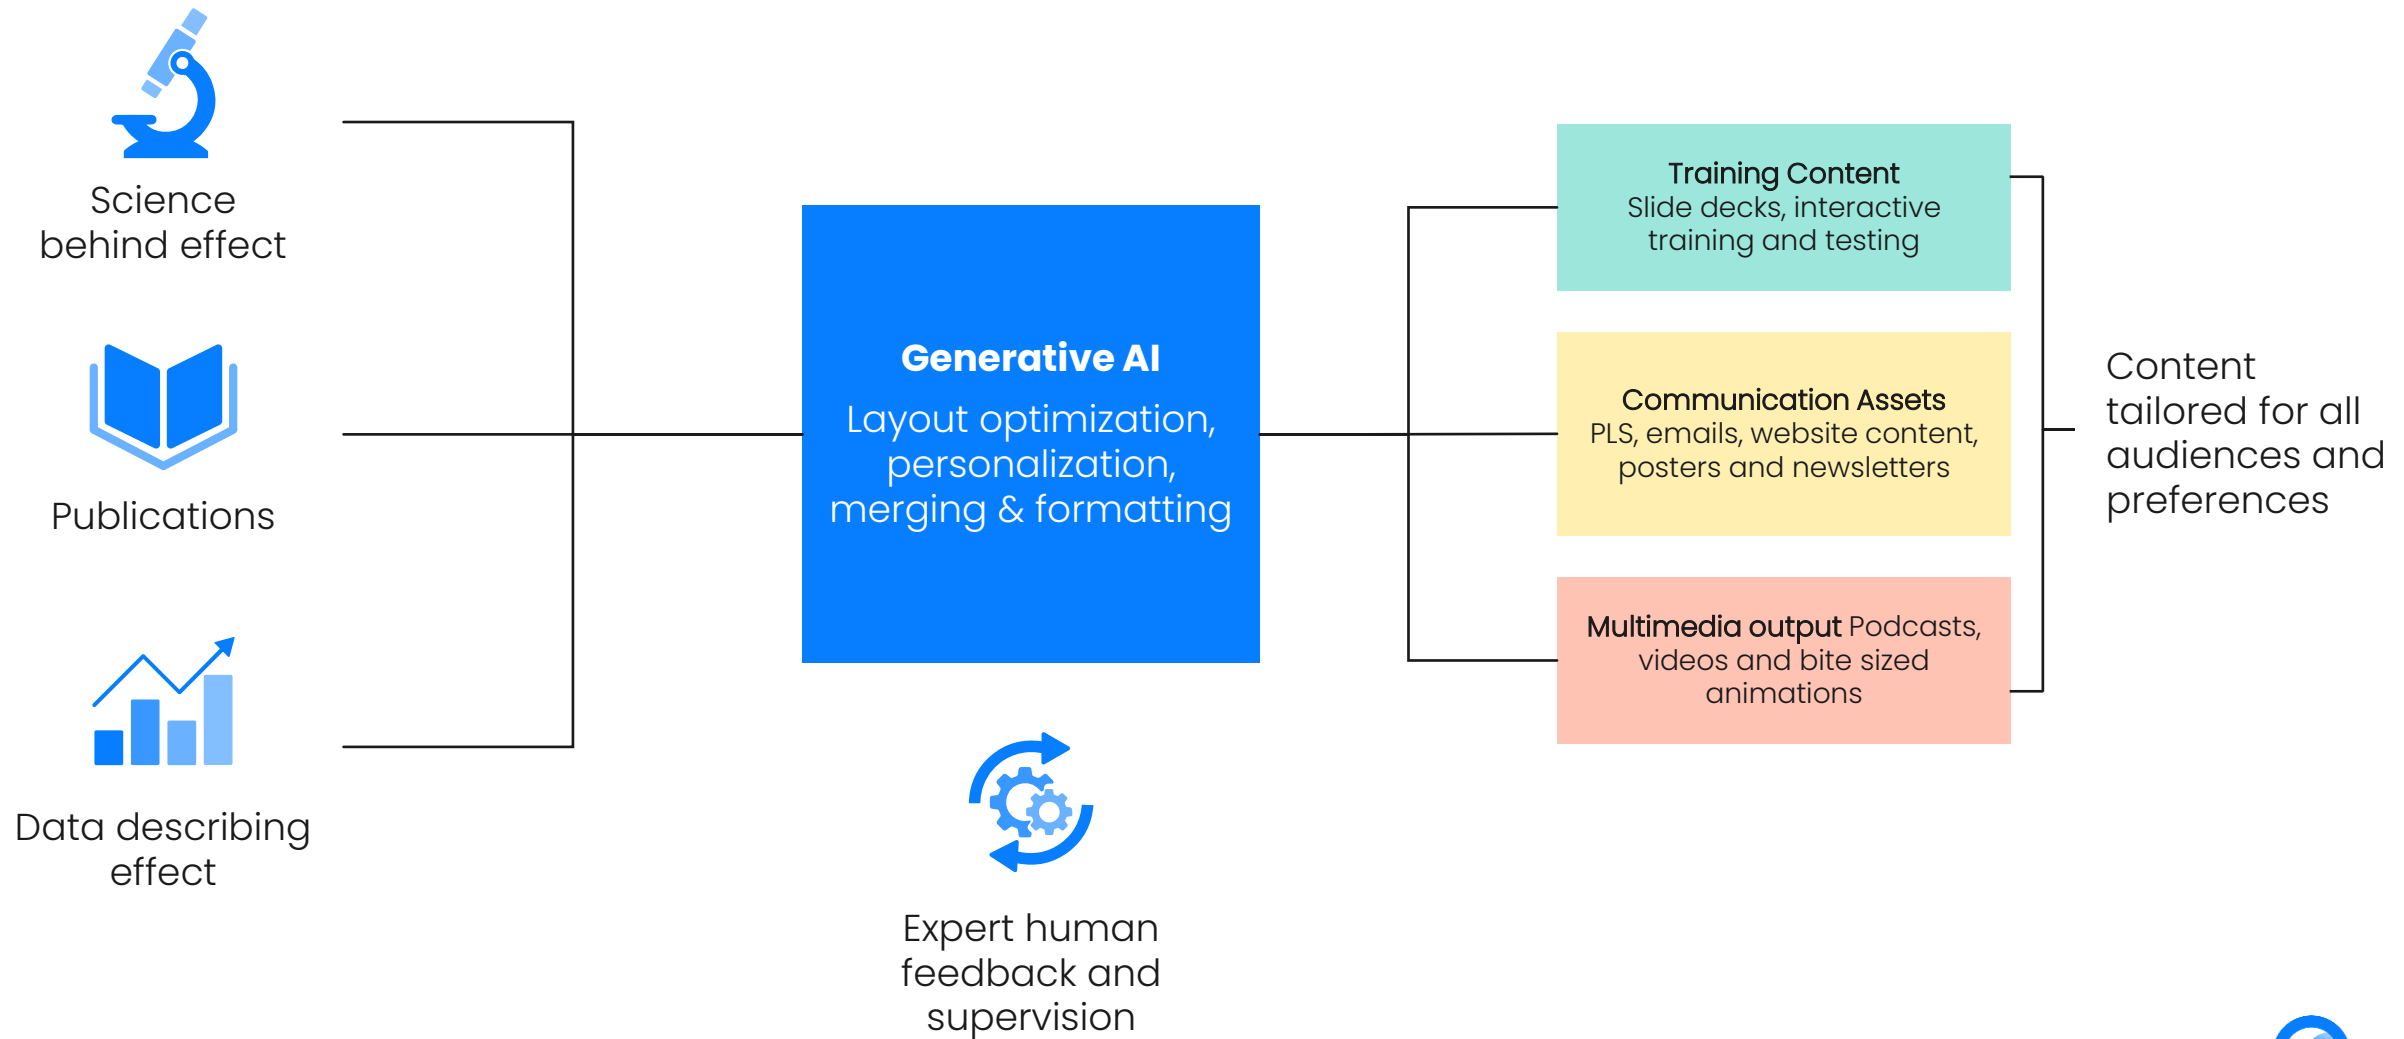 Science
behind effect
Publications
Data describing
effect
Generative AI
Layout optimization,
personalization,
merging & formatting
Expert human
feedback and
supervision
Training Content
Slide decks, interactive
training and testing
Communication Assets
PLS, emails, website content,
posters and newsletters
Multimedia output Podcasts,
videos and bite sized
animations
Content
tailored for all
audiences and
preferences